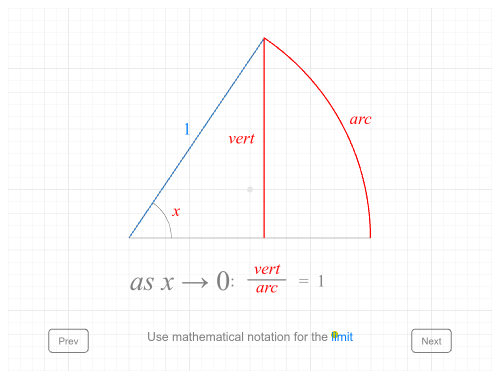 1
vert
arc
x
as x → 0: vert/arc = 1
Prev
Use mathematical notation for the limit
Next